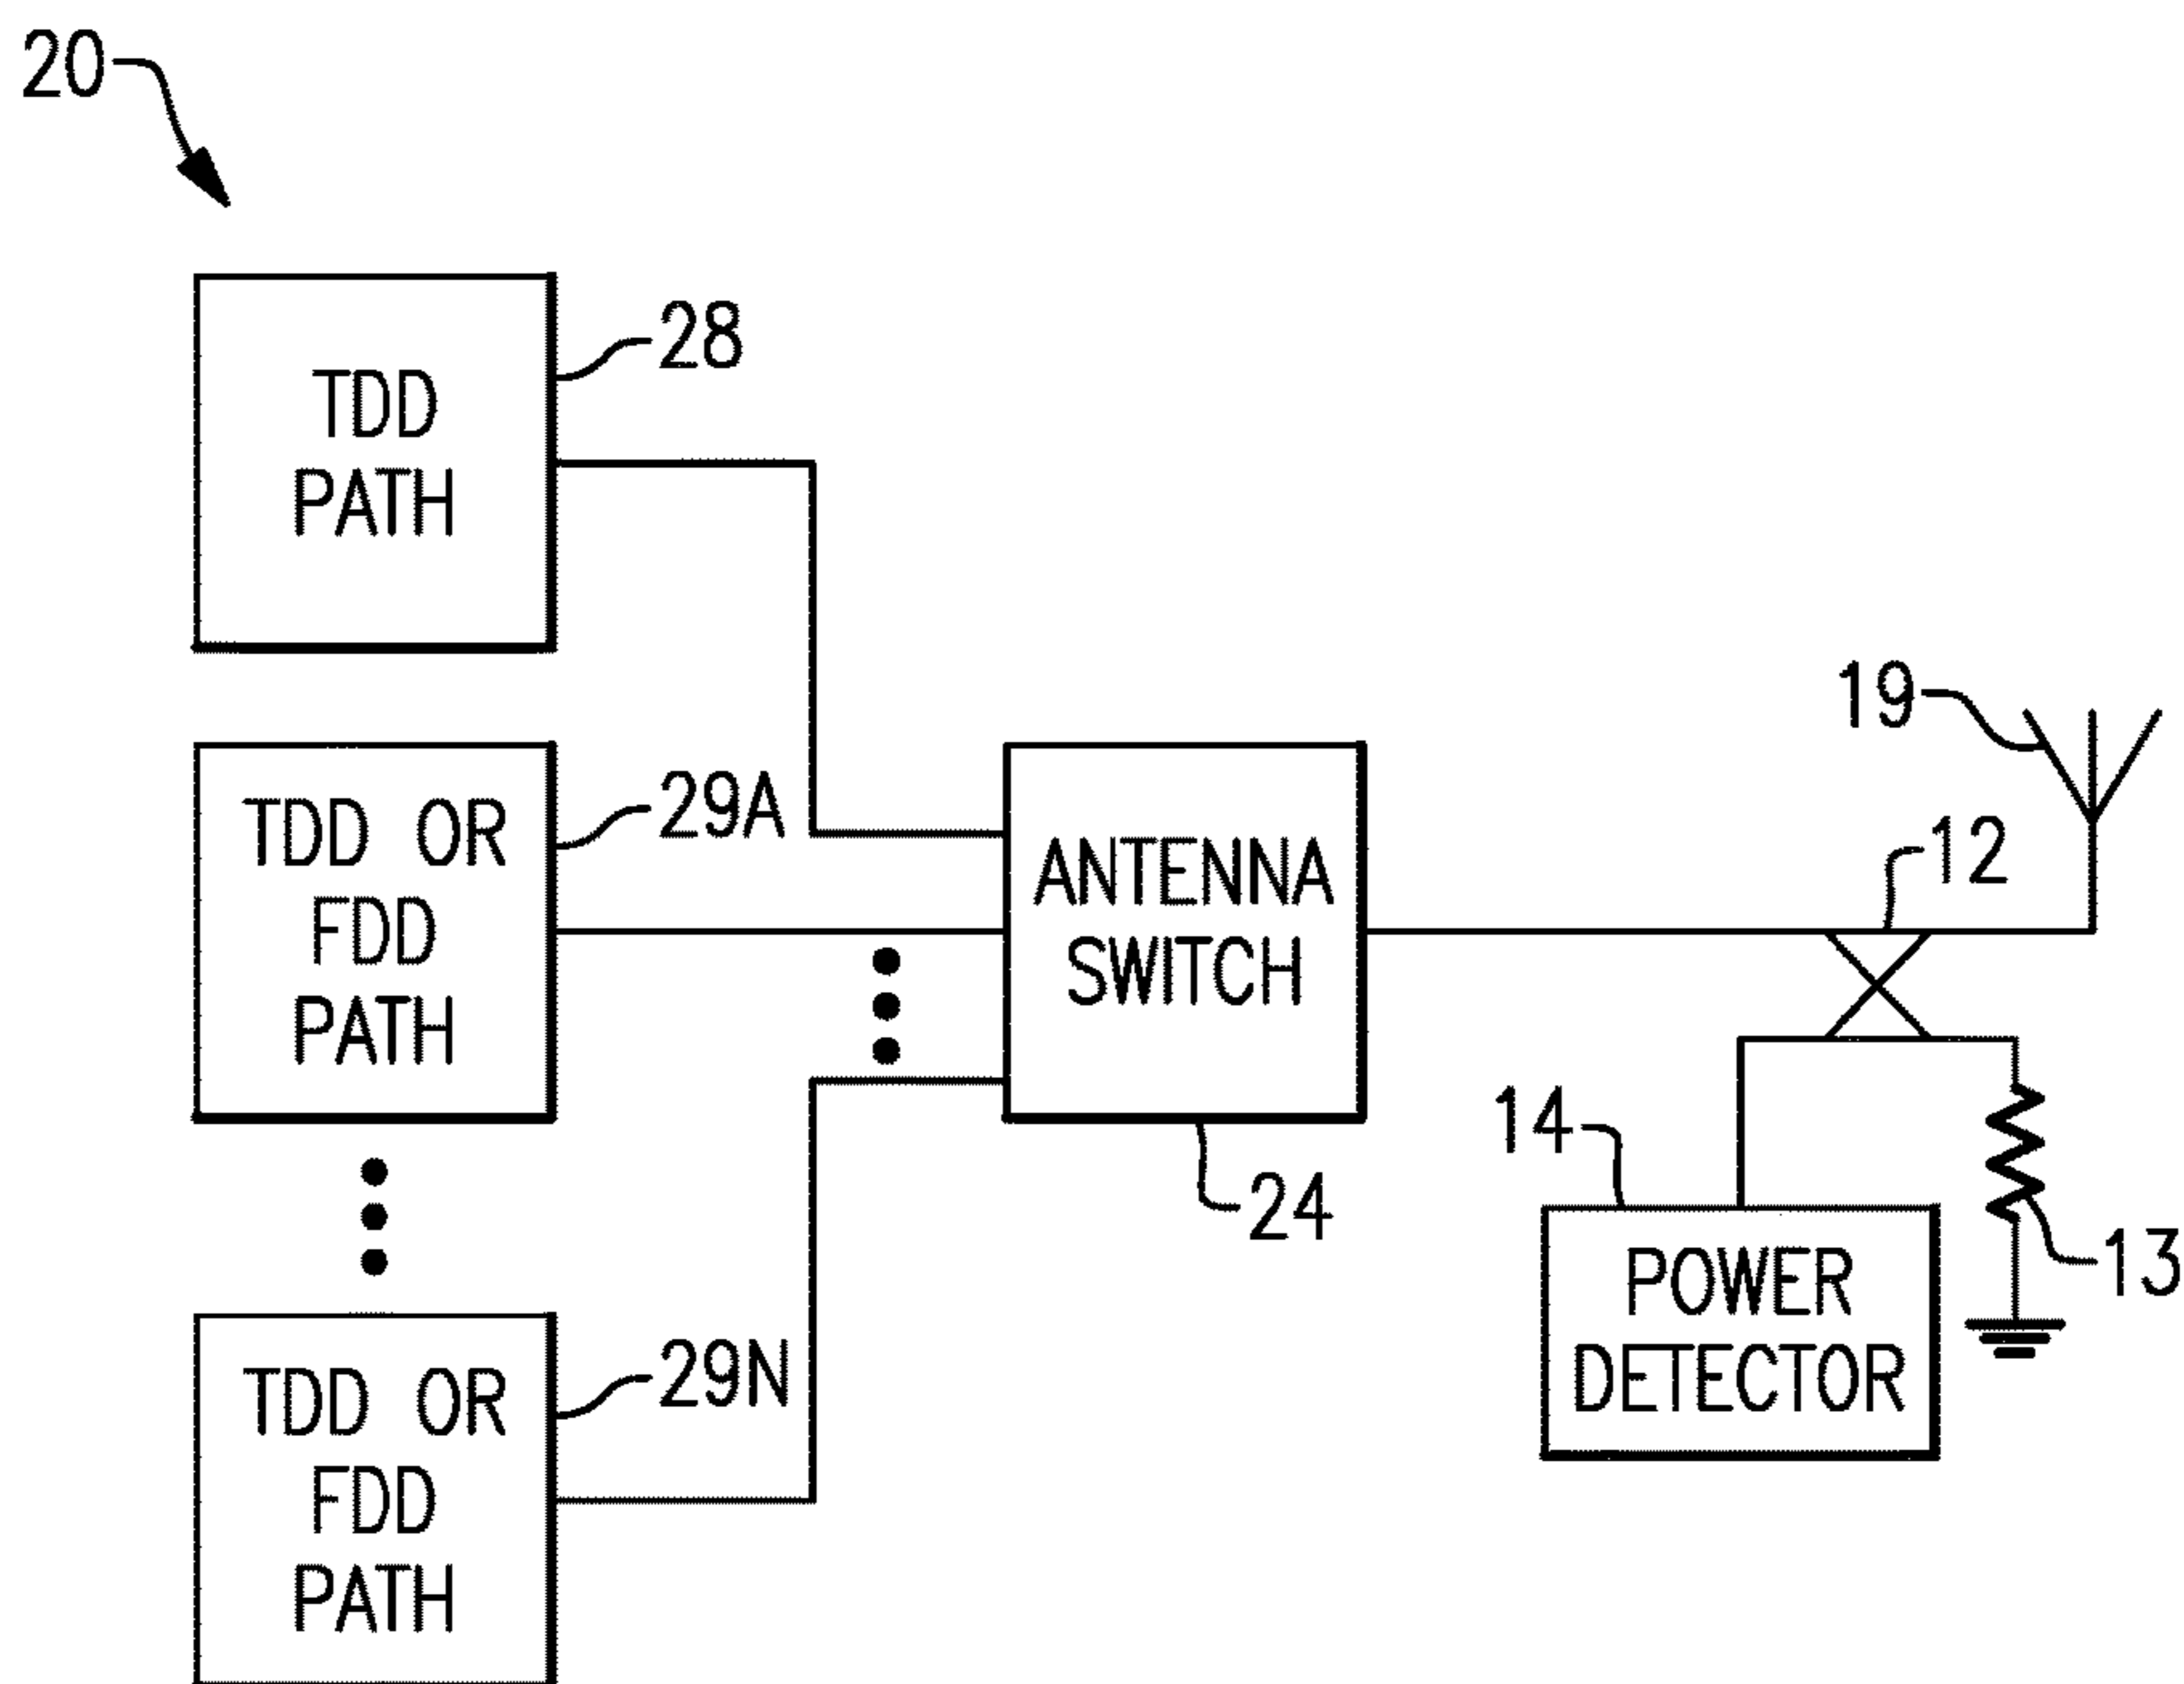 20
28
TDD
PATH
19
29A
TDD OR
FDD
PATH
12
ANTENNA
SWITCH
14
24
13
POWER
DETECTOR
29N
TDD OR
FDD
PATH